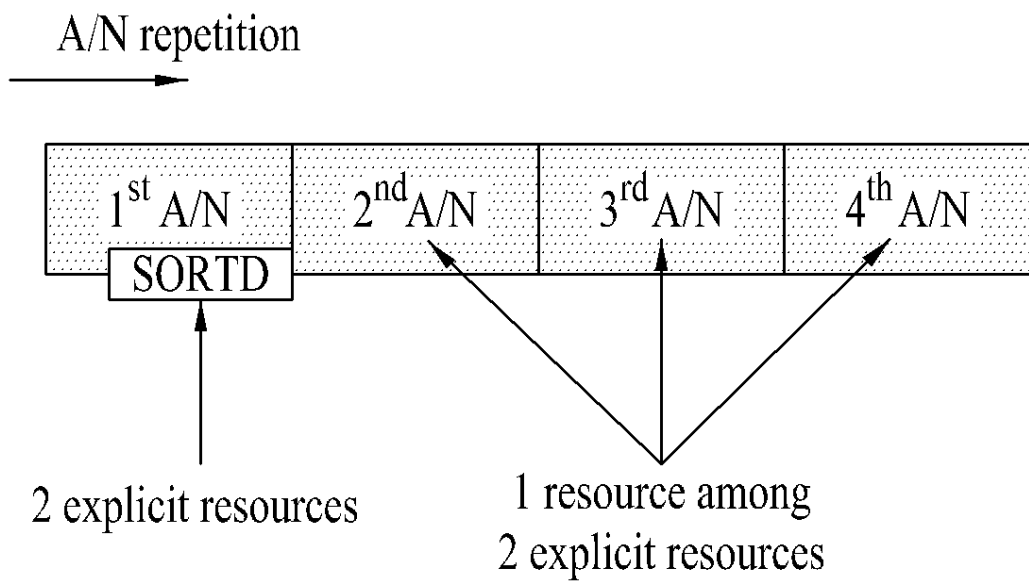 A/N repetition
1st A/N
2nd A/N
3rd A/N
4th A/N
SORTD
2 explicit resources
1 resource among
2 explicit resources